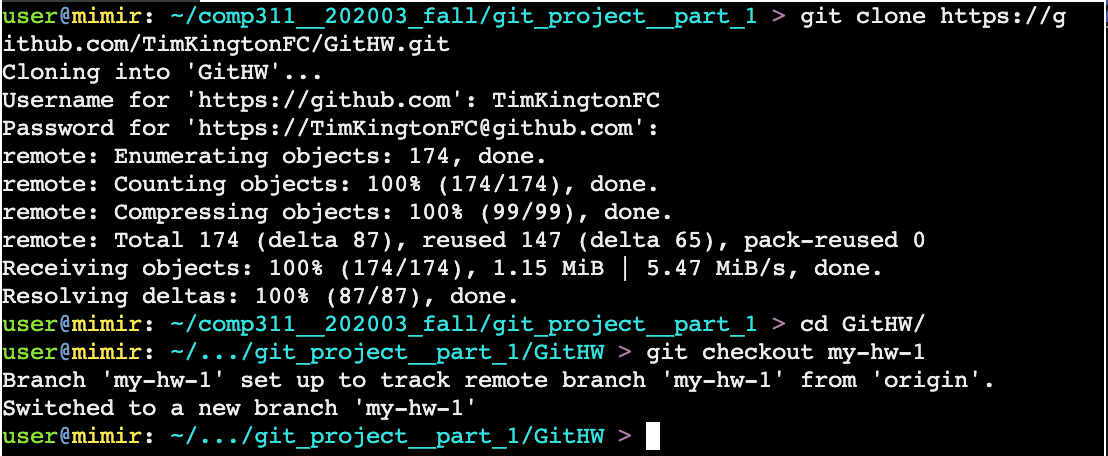 user@mimir: ~/comp311__202003_fall/git_project__part_1 > git clone https://g
ithub.com/TimKingtonFC/GitHW.git
Cloning into 'GitHW'...
Username for 'https://github.com': TimKingtonFC
Password for 'https://TimKingtonFC@github.com':
remote: Enumerating objects: 174, done.
remote: Counting objects: 100% (174/174), done.
remote: Compressing objects: 100% (99/99), done.
remote: Total 174 (delta 87), reused 147 (delta 65), pack-reused 0
Receiving objects: 100% (174/174), 1.15 MiB | 5.47 MiB/s, done.
Resolving deltas: 100% (87/87), done.
user@mimir: ~/comp311__202003_fall/git_project__part_1 > cd GitHW/
user@mimir: ~/.../git_project__part_1/GitHW > git checkout my-hw-1
Branch 'my-hw-1' set up to track remote branch 'my-hw-1' from 'origin'.
Switched to a new branch 'my-hw-1'
user@mimir: ~/.../git_project__part_1/GitHW >